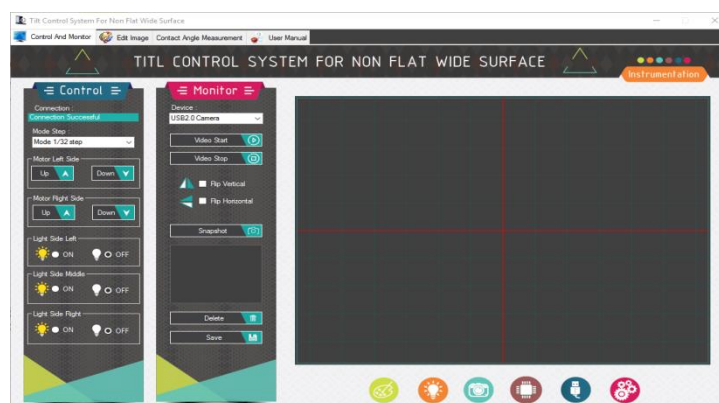 Tilt Control System For Non Flat Wide Surface
Control And Monitor Edit Image Contact Angle Measurement User Manual
TITL CONTROL SYSTEM FOR NON FLAT WIDE SURFACE
Instrumentation
Control
Connection :
Connection Successful
Mode Step :
Mode 1/32 step
Motor Left Side
Up Down
Motor Right Side
Up Down
Light Side Left
ON OFF
Light Side Middle
ON OFF
Light Side Right
ON OFF
Monitor
Device :
USB2.0 Camera
Video Start
Video Stop
Flip Vertical
Flip Horizontal
Snapshot
Delete
Save